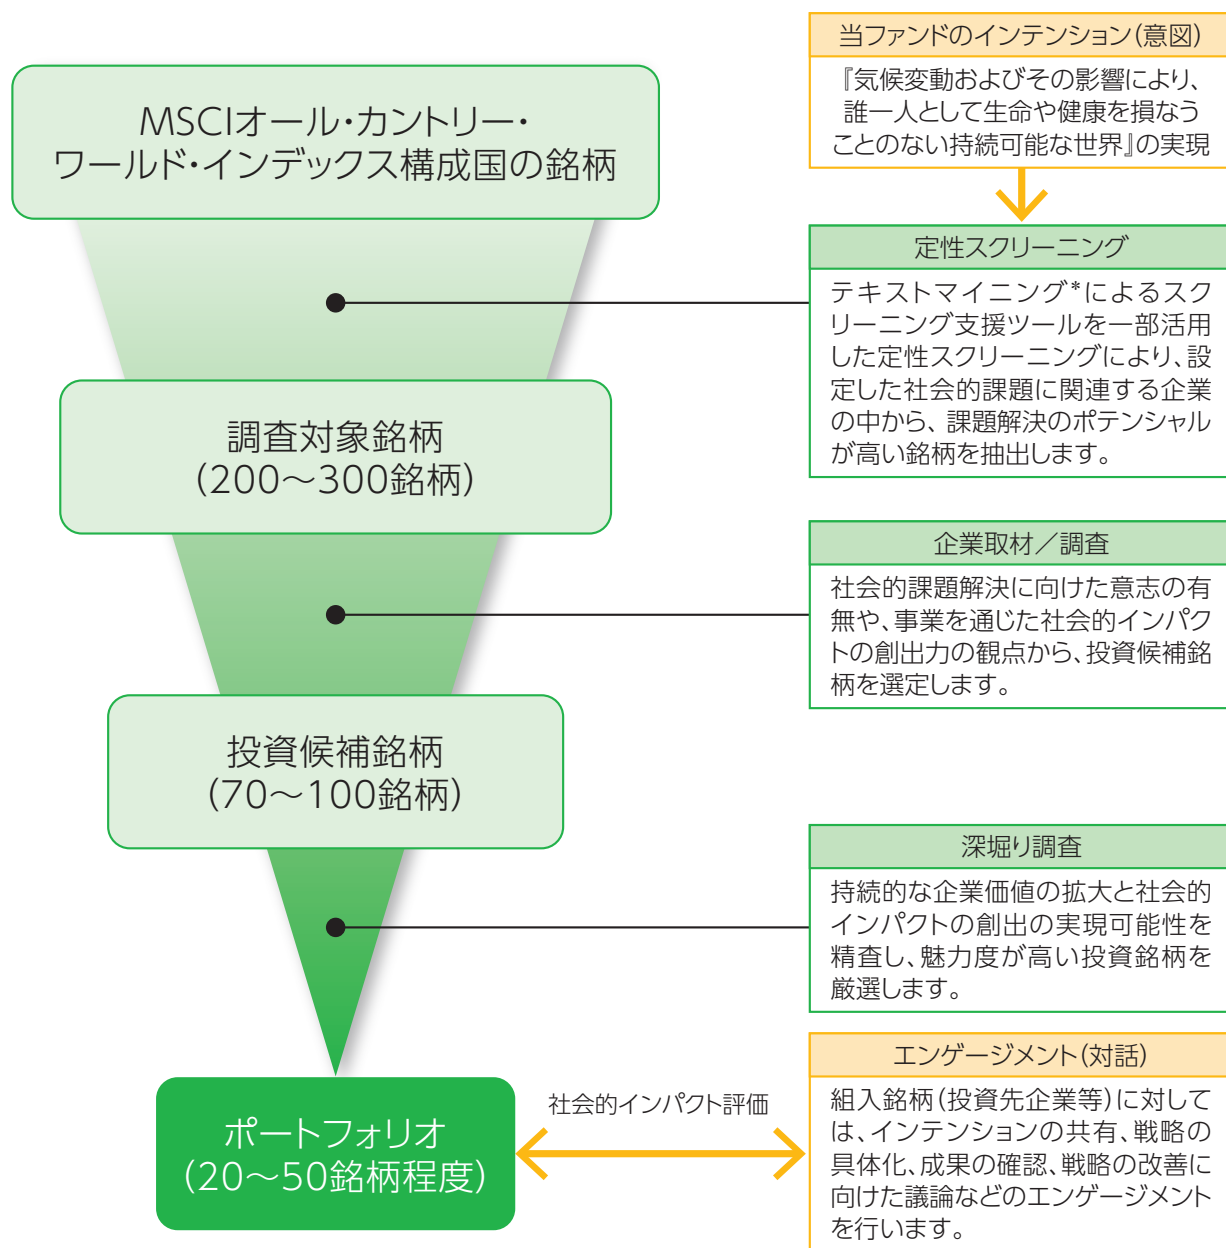 当ファンドのインテンション(意図)
『気候変動およびその影響により、
誰一人として生命や健康を損なう
ことのない持続可能な世界』の実現
MSCIオール・カントリー・
ワールド・インデックス構成国の銘柄
定性スクリーニング
テキストマイニング*によるスク
リーニング支援ツールを一部活用
した定性スクリーニングにより、設
定した社会的課題に関連する企業
の中から、課題解決のポテンシャル
が高い銘柄を抽出します。
調査対象銘柄
(200〜300銘柄)
企業取材／調査
社会的課題解決に向けた意志の有
無や、事業を通じた社会的インパク
トの創出力の観点から、投資候補銘
柄を選定します。
投資候補銘柄
(70〜100銘柄)
深堀り調査
持続的な企業価値の拡大と社会的
インパクトの創出の実現可能性を
精査し、魅力度が高い投資銘柄を
厳選します。
ポートフォリオ
(20〜50銘柄程度)
社会的インパクト評価
エンゲージメント(対話)
組入銘柄(投資先企業等)に対して
は、インテンションの共有、戦略の
具体化、成果の確認、戦略の改善に
向けた議論などのエンゲージメント
を行います。